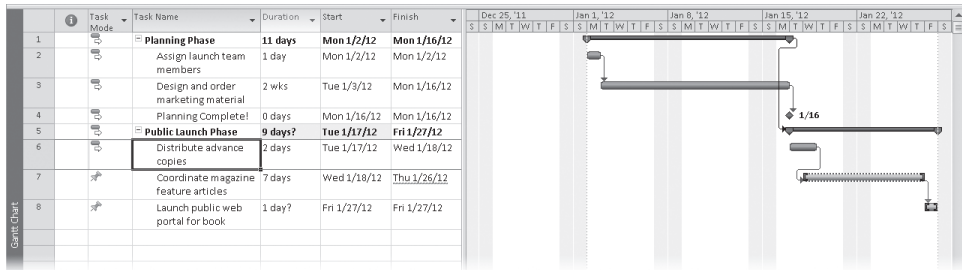 Task Mode Task Name Duration Start Finish
Dec 25, '11 Jan 1, '12 Jan 8, '12 Jan 15, '12 Jan 22, '12
S S M T W T F S S M T W T F S S M T W T F S S M T W T F S S M T W T F S
1 Planning Phase 11 days Mon 1/2/12 Mon 1/16/12
2 Assign launch team members 1 day Mon 1/2/12 Mon 1/2/12
3 Design and order marketing material 2 wks Tue 1/3/12 Mon 1/16/12
4 Planning Complete! 0 days Mon 1/16/12 Mon 1/16/12
1/16
5 Public Launch Phase 9 days? Tue 1/17/12 Fri 1/27/12
6 Distribute advance copies 2 days Tue 1/17/12 Wed 1/18/12
7 Coordinate magazine feature articles 7 days Wed 1/18/12 Thu 1/26/12
8 Launch public web portal for book 1 day? Fri 1/27/12 Fri 1/27/12
Gantt Chart